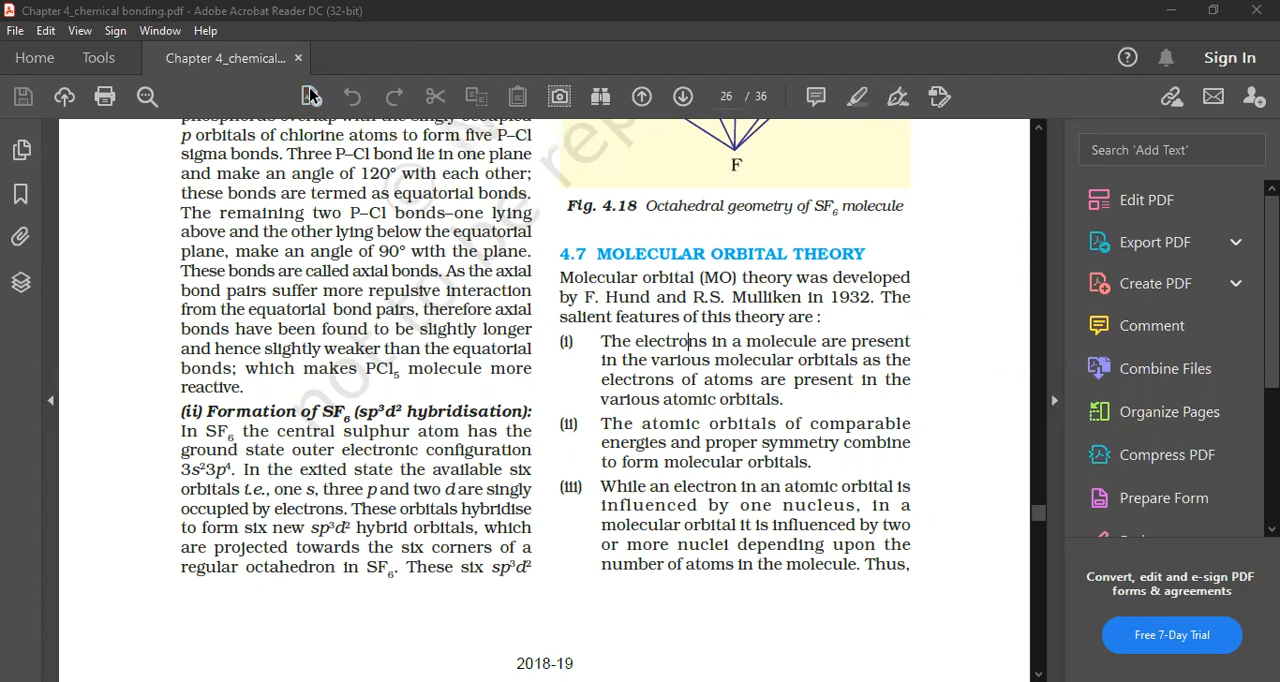 Chapter 4_chemical bonding.pdf - Adobe Acrobat Reader DC (32-bit)
File Edit View Sign Window Help
Home Tools Chapter 4_chemical... × Sign In
26 / 36
p orbitals of chlorine atoms to form five P–Cl
sigma bonds. Three P–Cl bond lie in one plane
and make an angle of 120° with each other;
these bonds are termed as equatorial bonds.
The remaining two P–Cl bonds–one lying
above and the other lying below the equatorial
plane, make an angle of 90° with the plane.
These bonds are called axial bonds. As the axial
bond pairs suffer more repulsive interaction
from the equatorial bond pairs, therefore axial
bonds have been found to be slightly longer
and hence slightly weaker than the equatorial
bonds; which makes PCl₅ molecule more
reactive.
(ii) Formation of SF₆ (sp³d² hybridisation):
In SF₆ the central sulphur atom has the
ground state outer electronic configuration
3s²3p⁴. In the exited state the available six
orbitals i.e., one s, three p and two d are singly
occupied by electrons. These orbitals hybridise
to form six new sp³d² hybrid orbitals, which
are projected towards the six corners of a
regular octahedron in SF₆. These six sp³d²
F
Fig. 4.18 Octahedral geometry of SF₆ molecule
4.7 MOLECULAR ORBITAL THEORY
Molecular orbital (MO) theory was developed
by F. Hund and R.S. Mulliken in 1932. The
salient features of this theory are :
(i) The electrons in a molecule are present
in the various molecular orbitals as the
electrons of atoms are present in the
various atomic orbitals.
(ii) The atomic orbitals of comparable
energies and proper symmetry combine
to form molecular orbitals.
(iii) While an electron in an atomic orbital is
influenced by one nucleus, in a
molecular orbital it is influenced by two
or more nuclei depending upon the
number of atoms in the molecule. Thus,
2018-19
not to be rep
©
Search 'Add Text'
Edit PDF
Export PDF
Create PDF
Comment
Combine Files
Organize Pages
Compress PDF
Prepare Form
Convert, edit and e-sign PDF
forms & agreements
Free 7-Day Trial